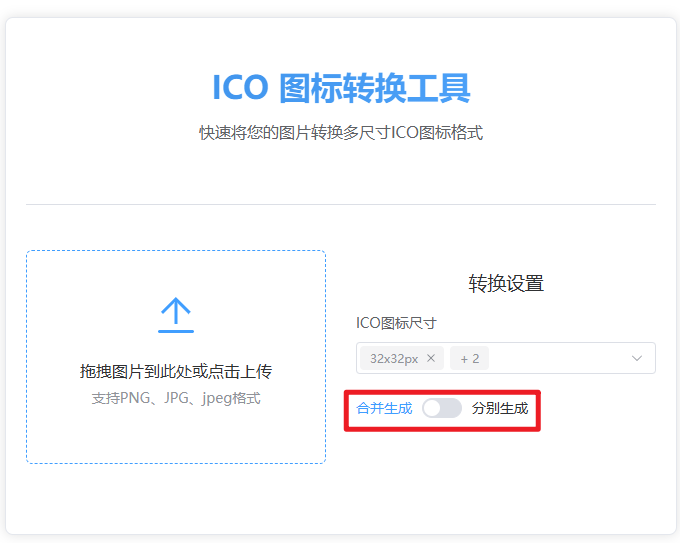 ICO 图标转换工具
快速将您的图片转换多尺寸ICO图标格式
拖拽图片到此处或点击上传
支持PNG、JPG、jpeg格式
转换设置
ICO图标尺寸
32x32px × + 2
合并生成 分别生成